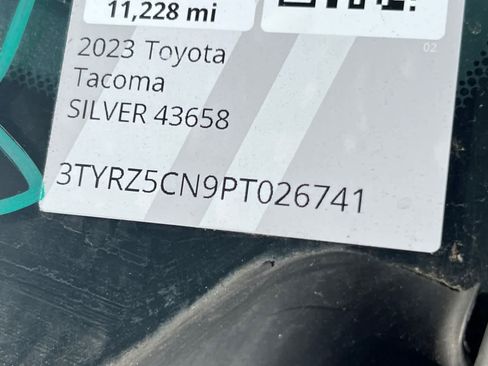 11,228 mi
02
2023 Toyota
Tacoma
SILVER 43658
3TYRZ5CN9PT026741